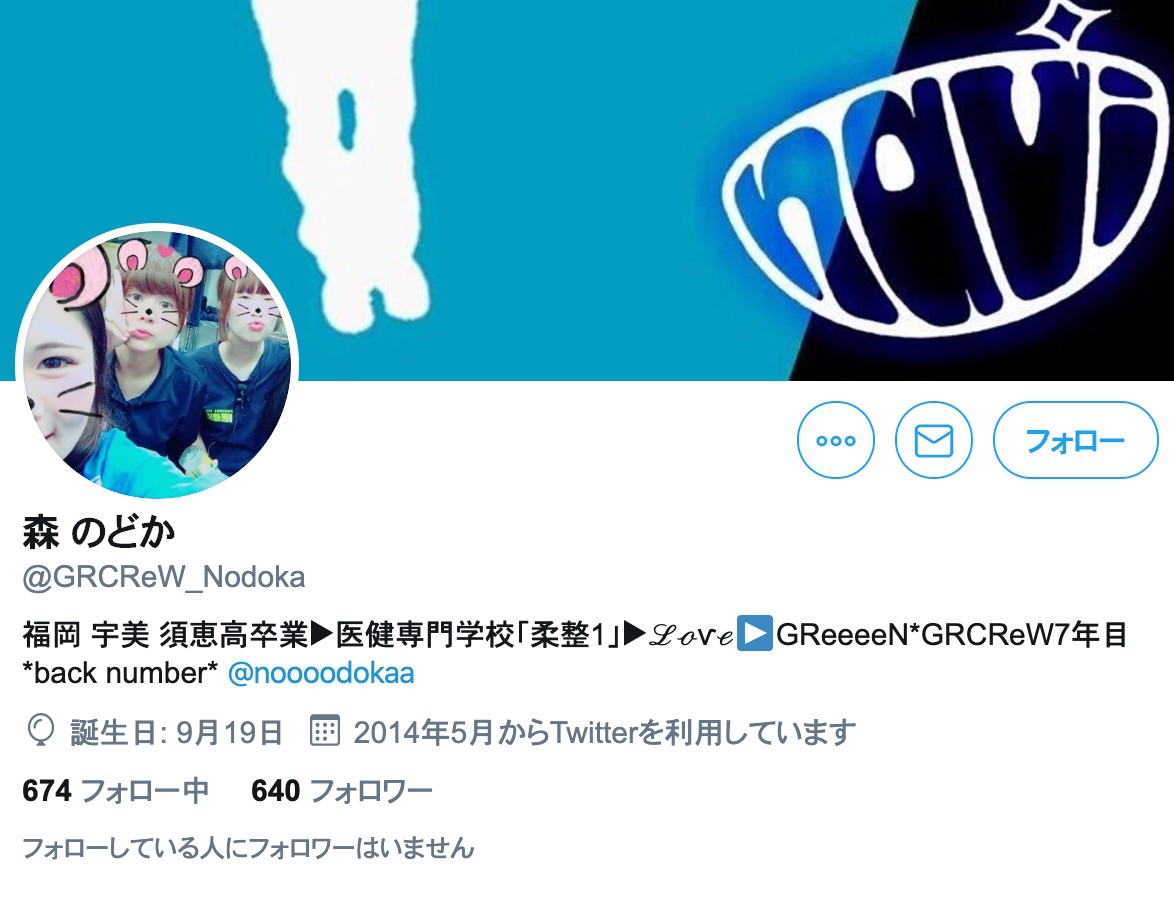 navi
フォロー
森 のどか
@GRCReW_Nodoka
福岡 宇美 須恵高卒業▶医健専門学校「柔整1」▶ℒℴѵℯ▶️GReeeeN*GRCReW7年目
*back number* @noooodokaa
誕生日: 9月19日 2014年5月からTwitterを利用しています
674 フォロー中 640 フォロワー
フォローしている人にフォロワーはいません